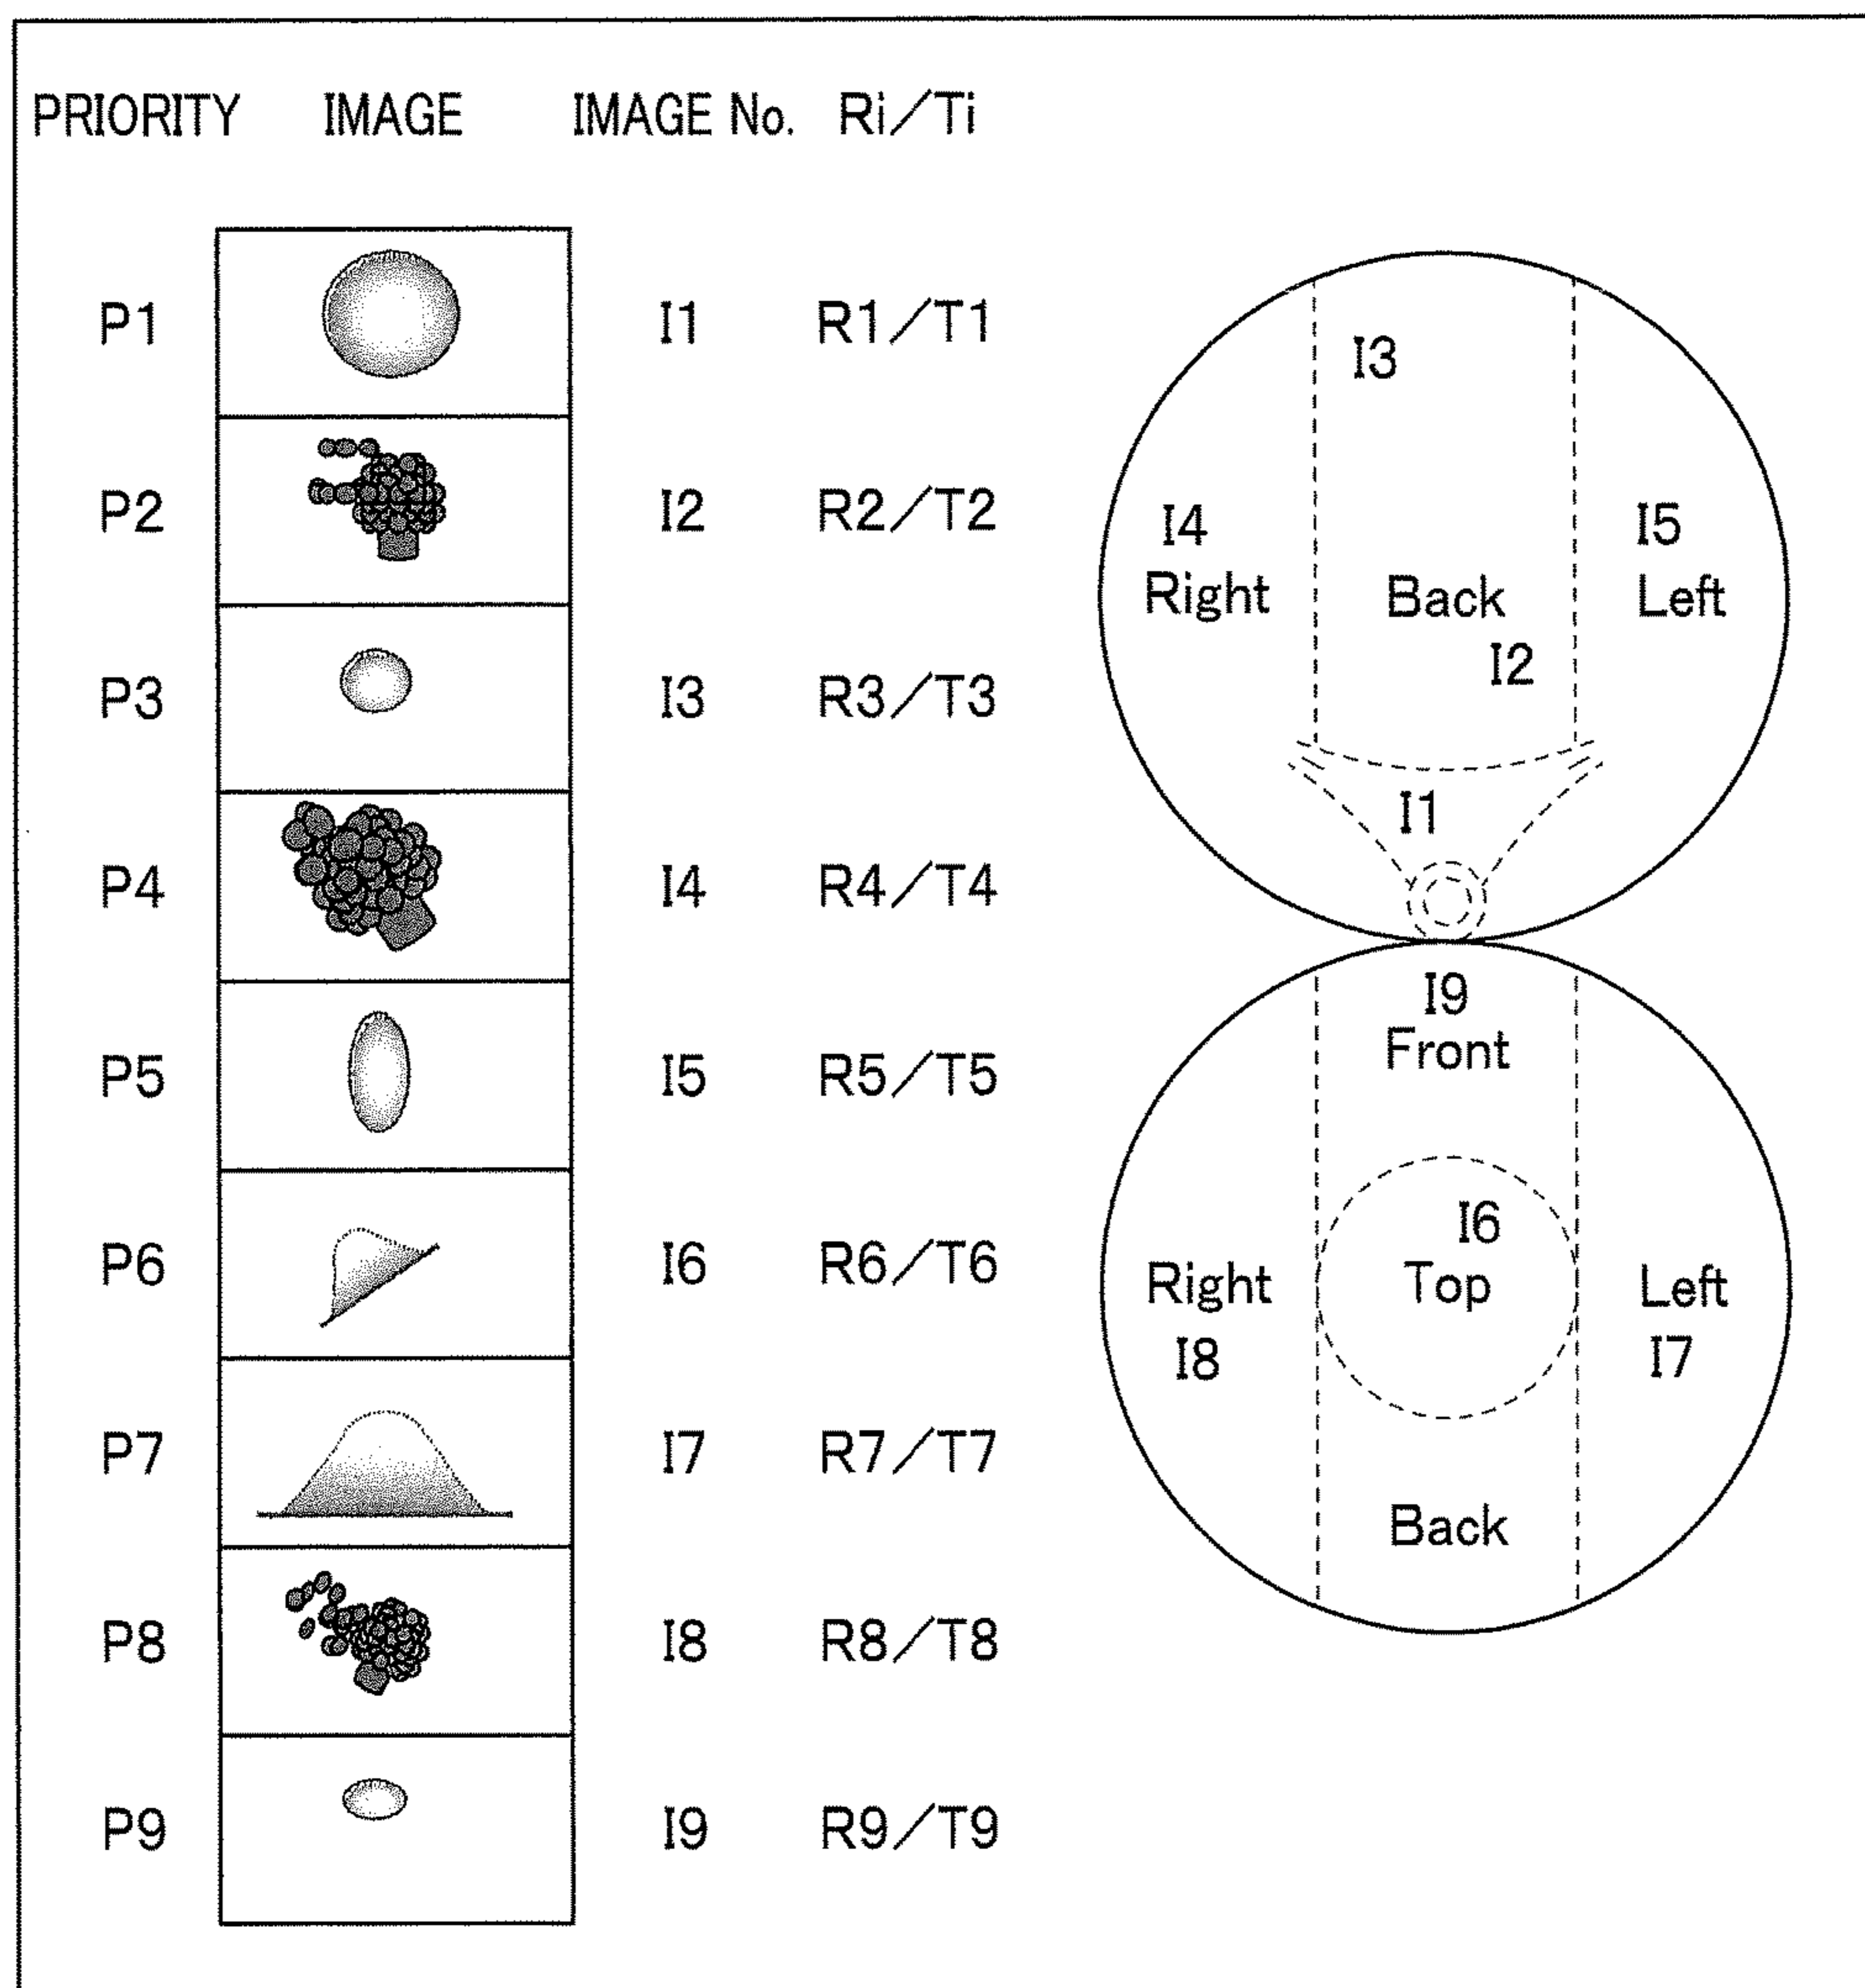 PRIORITY IMAGE IMAGE No. Ri/Ti
P1 I1 R1/T1
P2 I2 R2/T2
P3 I3 R3/T3
P4 I4 R4/T4
P5 I5 R5/T5
P6 I6 R6/T6
P7 I7 R7/T7
P8 I8 R8/T8
P9 I9 R9/T9
I3
I4 I5
Right Back Left
I2
I1
I9
Front
I6
Right Top Left
I8 I7
Back